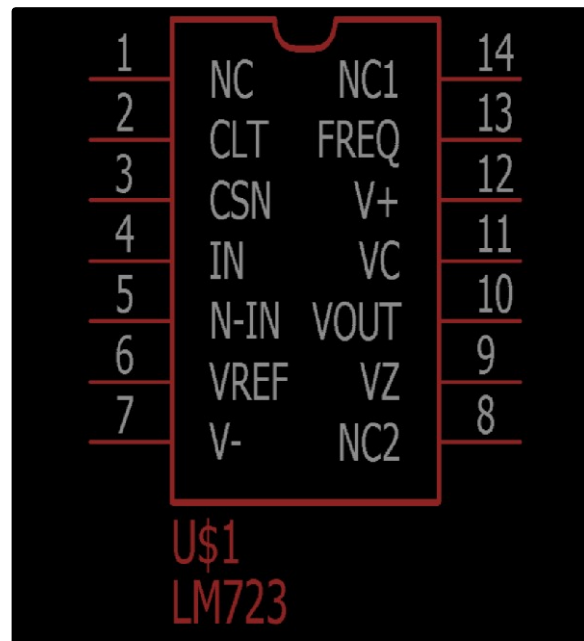 1 NC NC1 14
2 CLT FREQ 13
3 CSN V+ 12
4 IN VC 11
5 N-IN VOUT 10
6 VREF VZ 9
7 V- NC2 8
U$1
LM723